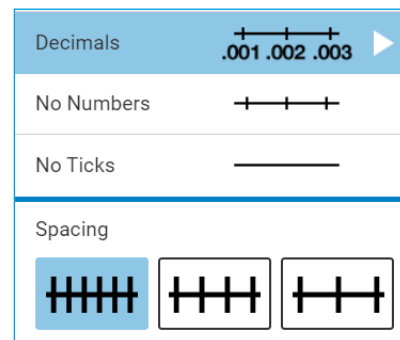 Decimals
.001 .002 .003
No Numbers
No Ticks
Spacing